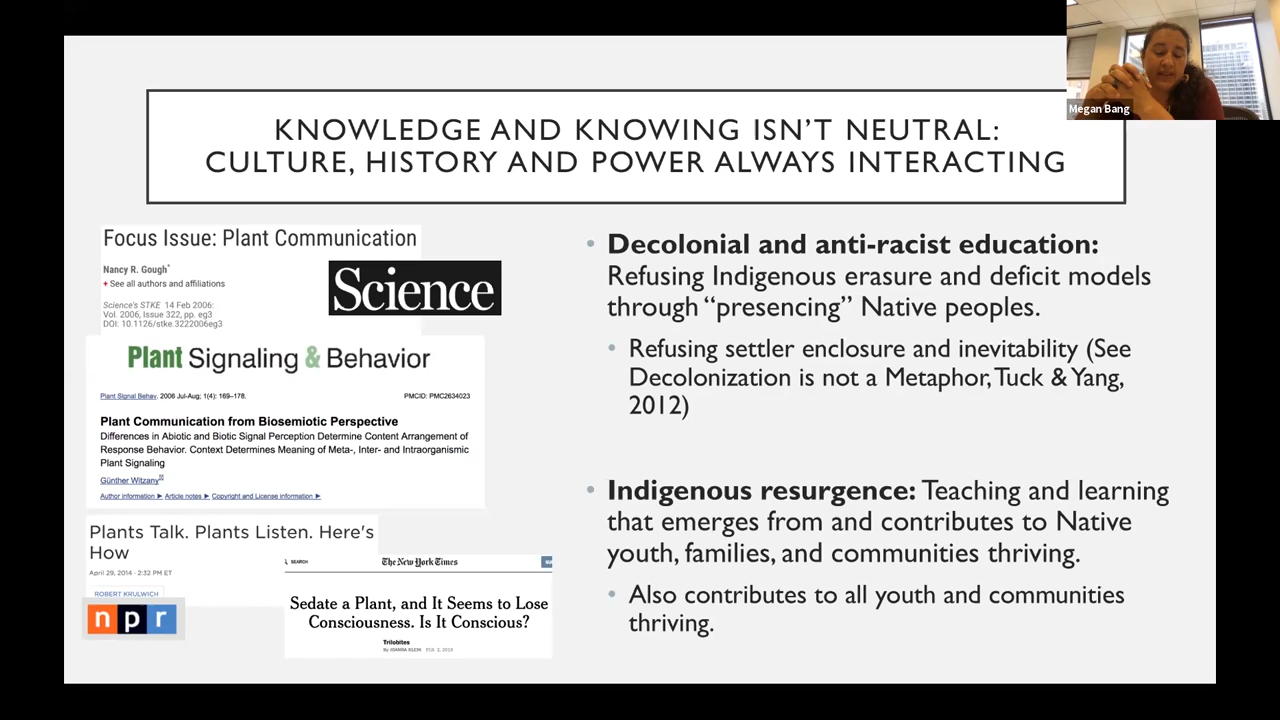 Megan Bang
KNOWLEDGE AND KNOWING ISN'T NEUTRAL:
CULTURE, HISTORY AND POWER ALWAYS INTERACTING
Focus Issue: Plant Communication
Nancy R. Gough*
+ See all authors and affiliations
Science's STKE 14 Feb 2006:
Vol. 2006, Issue 322, pp. eg3
DOI: 10.1126/stke.3222006eg3
Science
Plant Signaling & Behavior
Plant Signal Behav. 2006 Jul-Aug; 1(4): 169–178.
PMCID: PMC2634023
Plant Communication from Biosemiotic Perspective
Differences in Abiotic and Biotic Signal Perception Determine Content Arrangement of
Response Behavior. Context Determines Meaning of Meta-, Inter- and Intraorganismic
Plant Signaling
Günther Witzany
Author information ► Article notes ► Copyright and License information ►
Plants Talk. Plants Listen. Here's
How
April 29, 2014 · 2:32 PM ET
ROBERT KRULWICH
npr
SEARCH
The New York Times
Sedate a Plant, and It Seems to Lose
Consciousness. Is It Conscious?
Trilobites
By JOANNA KLEIN FEB. 2, 2018
• Decolonial and anti-racist education:
Refusing Indigenous erasure and deficit models
through “presencing” Native peoples.
• Refusing settler enclosure and inevitability (See
Decolonization is not a Metaphor, Tuck & Yang,
2012)
• Indigenous resurgence: Teaching and learning
that emerges from and contributes to Native
youth, families, and communities thriving.
• Also contributes to all youth and communities
thriving.